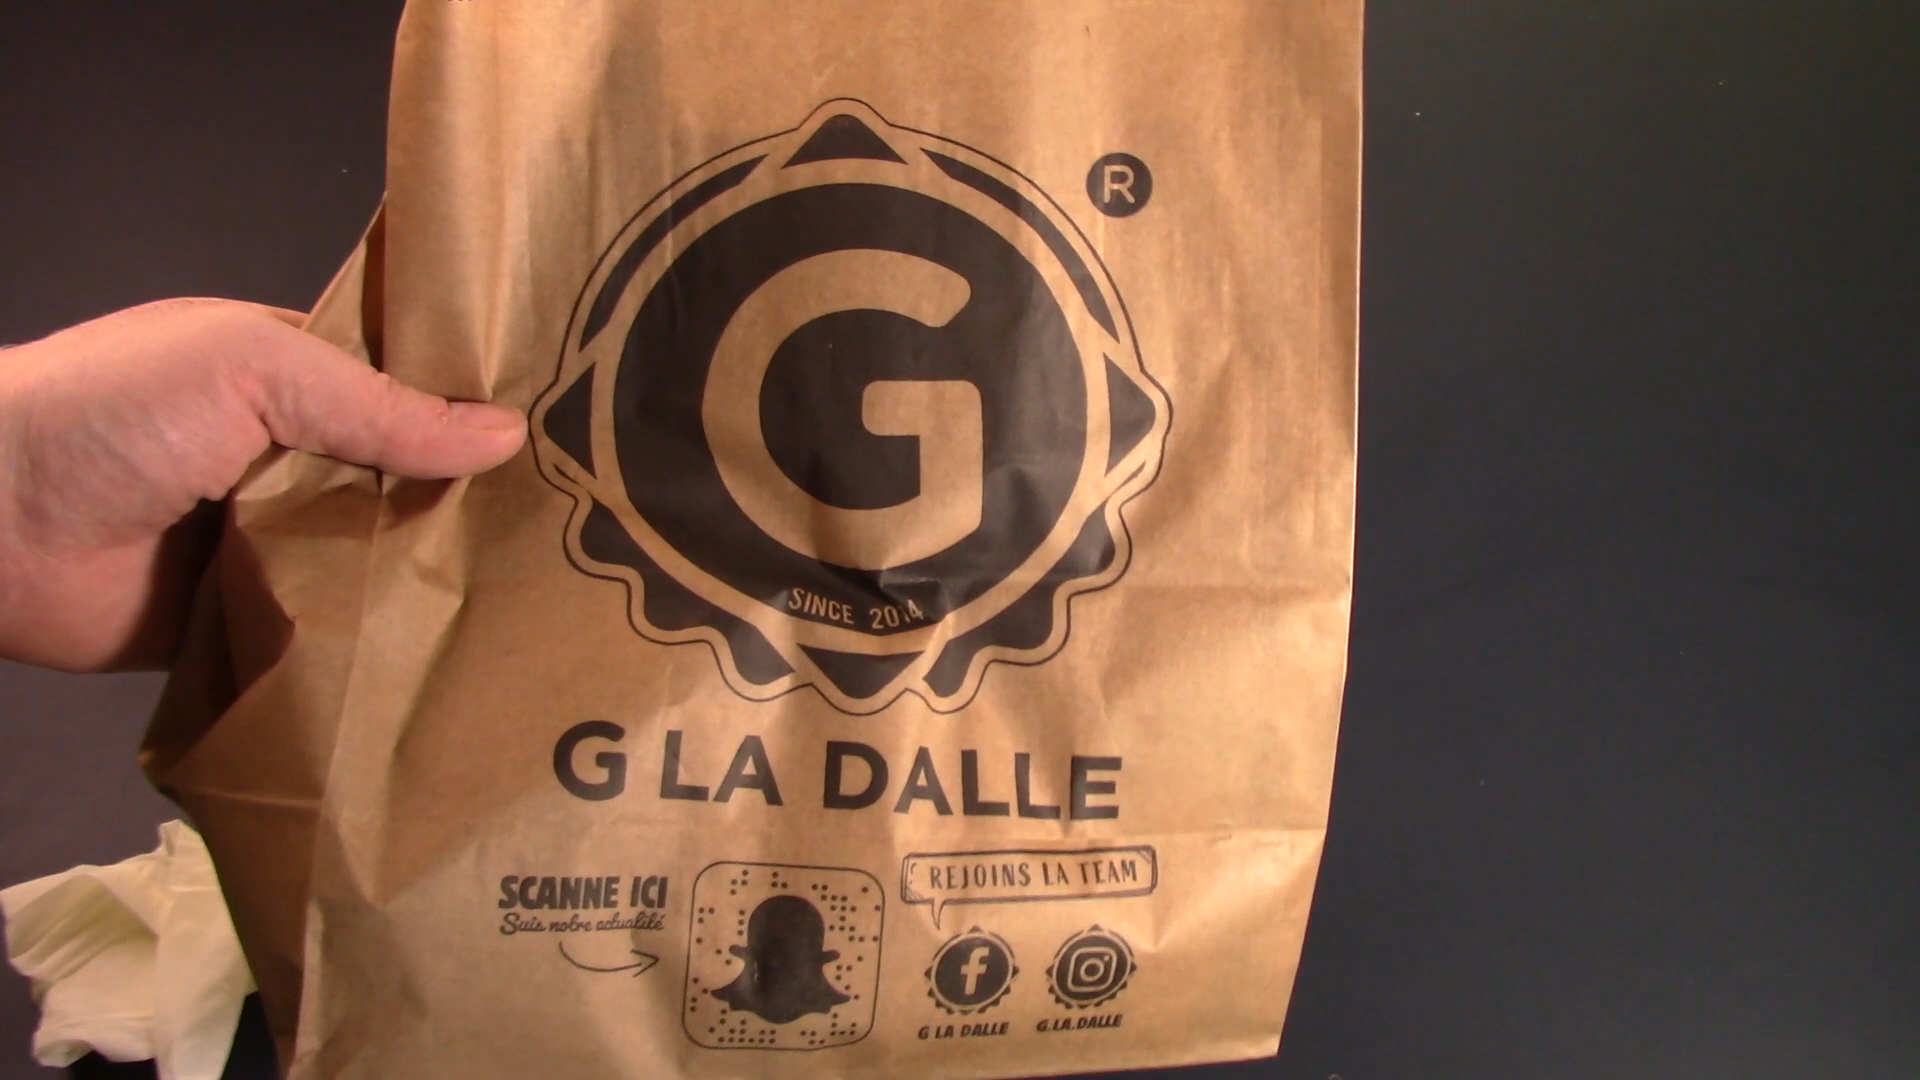 R
G
SINCE 2014
G LA DALLE
SCANNE ICI
Suis notre actualité
REJOINS LA TEAM
f
G LA DALLE
G.LA.DALLE